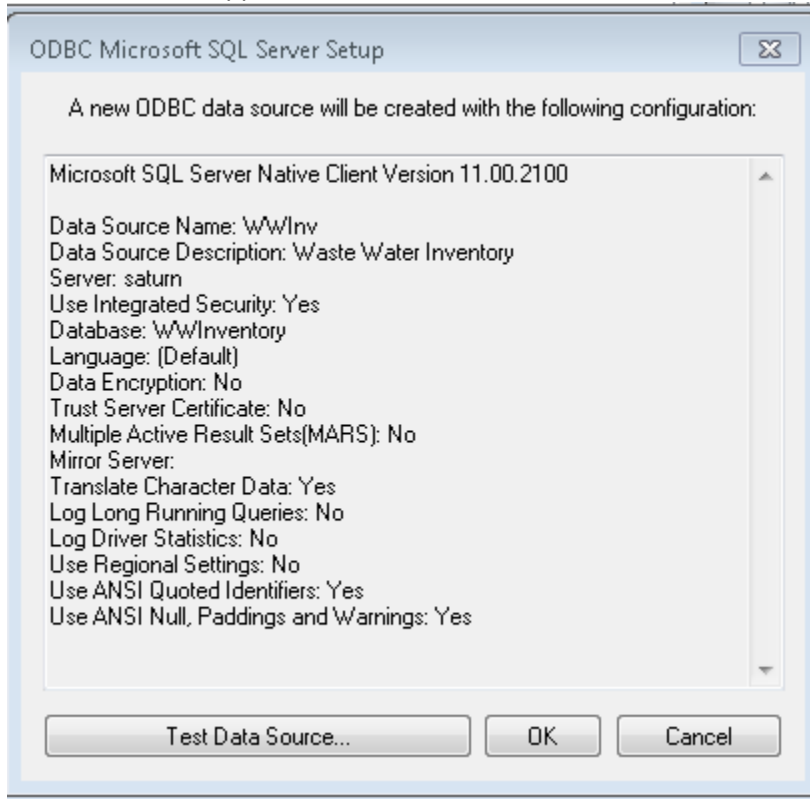 ODBC Microsoft SQL Server Setup
A new ODBC data source will be created with the following configuration:
Microsoft SQL Server Native Client Version 11.00.2100
Data Source Name: WWInv
Data Source Description: Waste Water Inventory
Server: saturn
Use Integrated Security: Yes
Database: WWInventory
Language: (Default)
Data Encryption: No
Trust Server Certificate: No
Multiple Active Result Sets(MARS): No
Mirror Server:
Translate Character Data: Yes
Log Long Running Queries: No
Log Driver Statistics: No
Use Regional Settings: No
Use ANSI Quoted Identifiers: Yes
Use ANSI Null, Paddings and Warnings: Yes
Test Data Source...
OK
Cancel